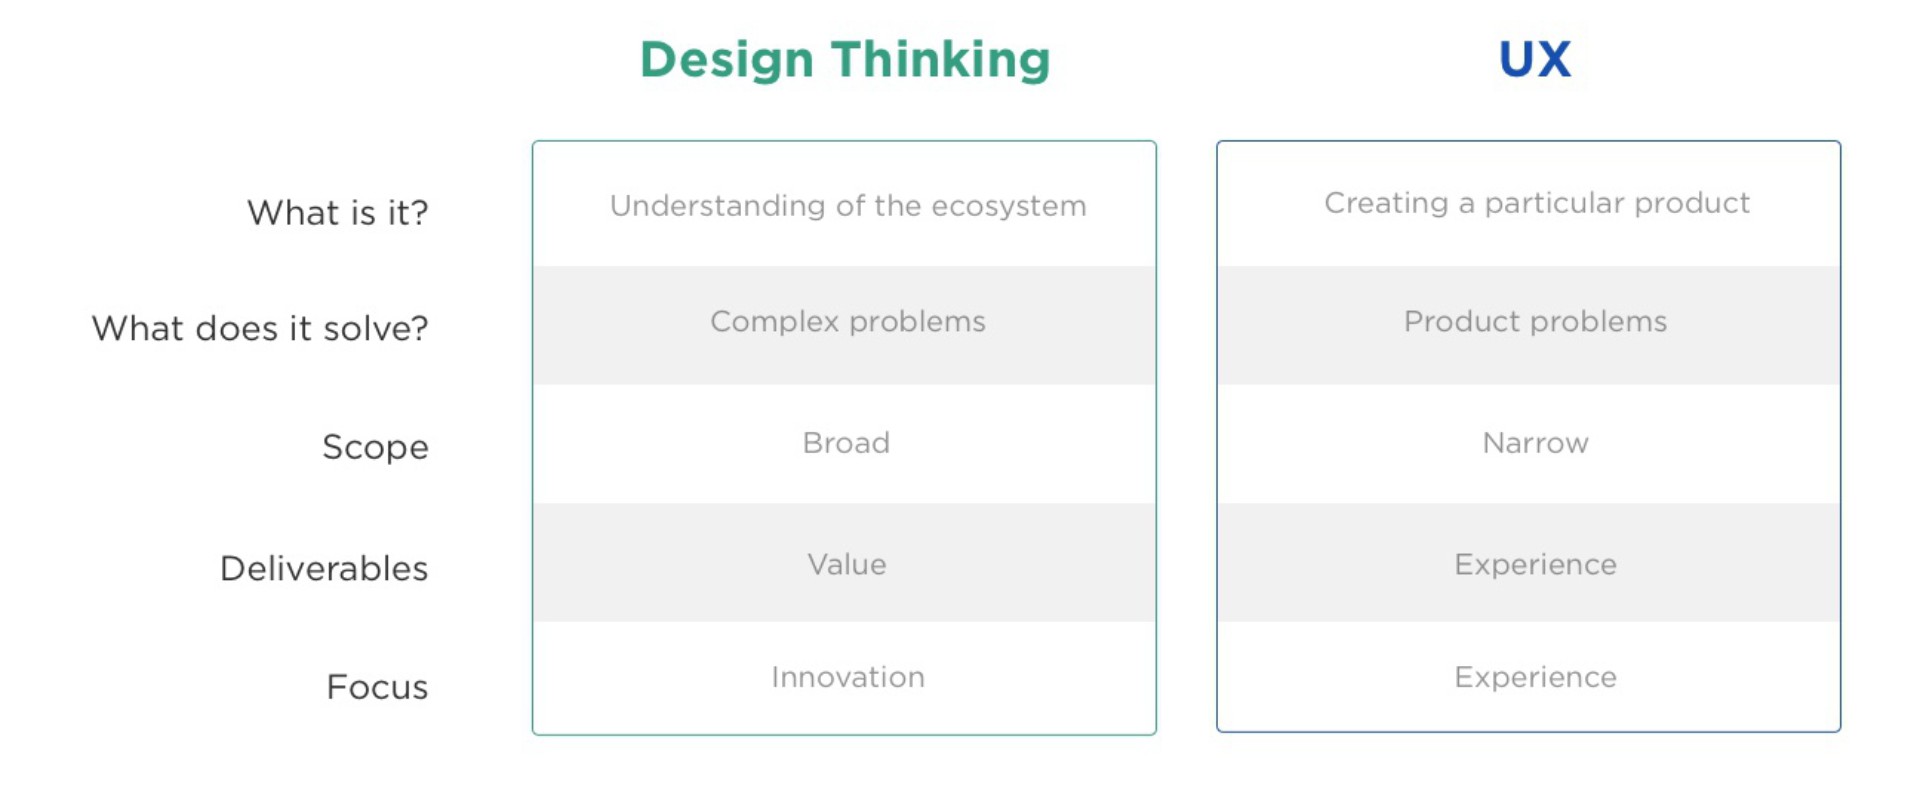 Design Thinking UX
What is it? Understanding of the ecosystem Creating a particular product
What does it solve? Complex problems Product problems
Scope Broad Narrow
Deliverables Value Experience
Focus Innovation Experience